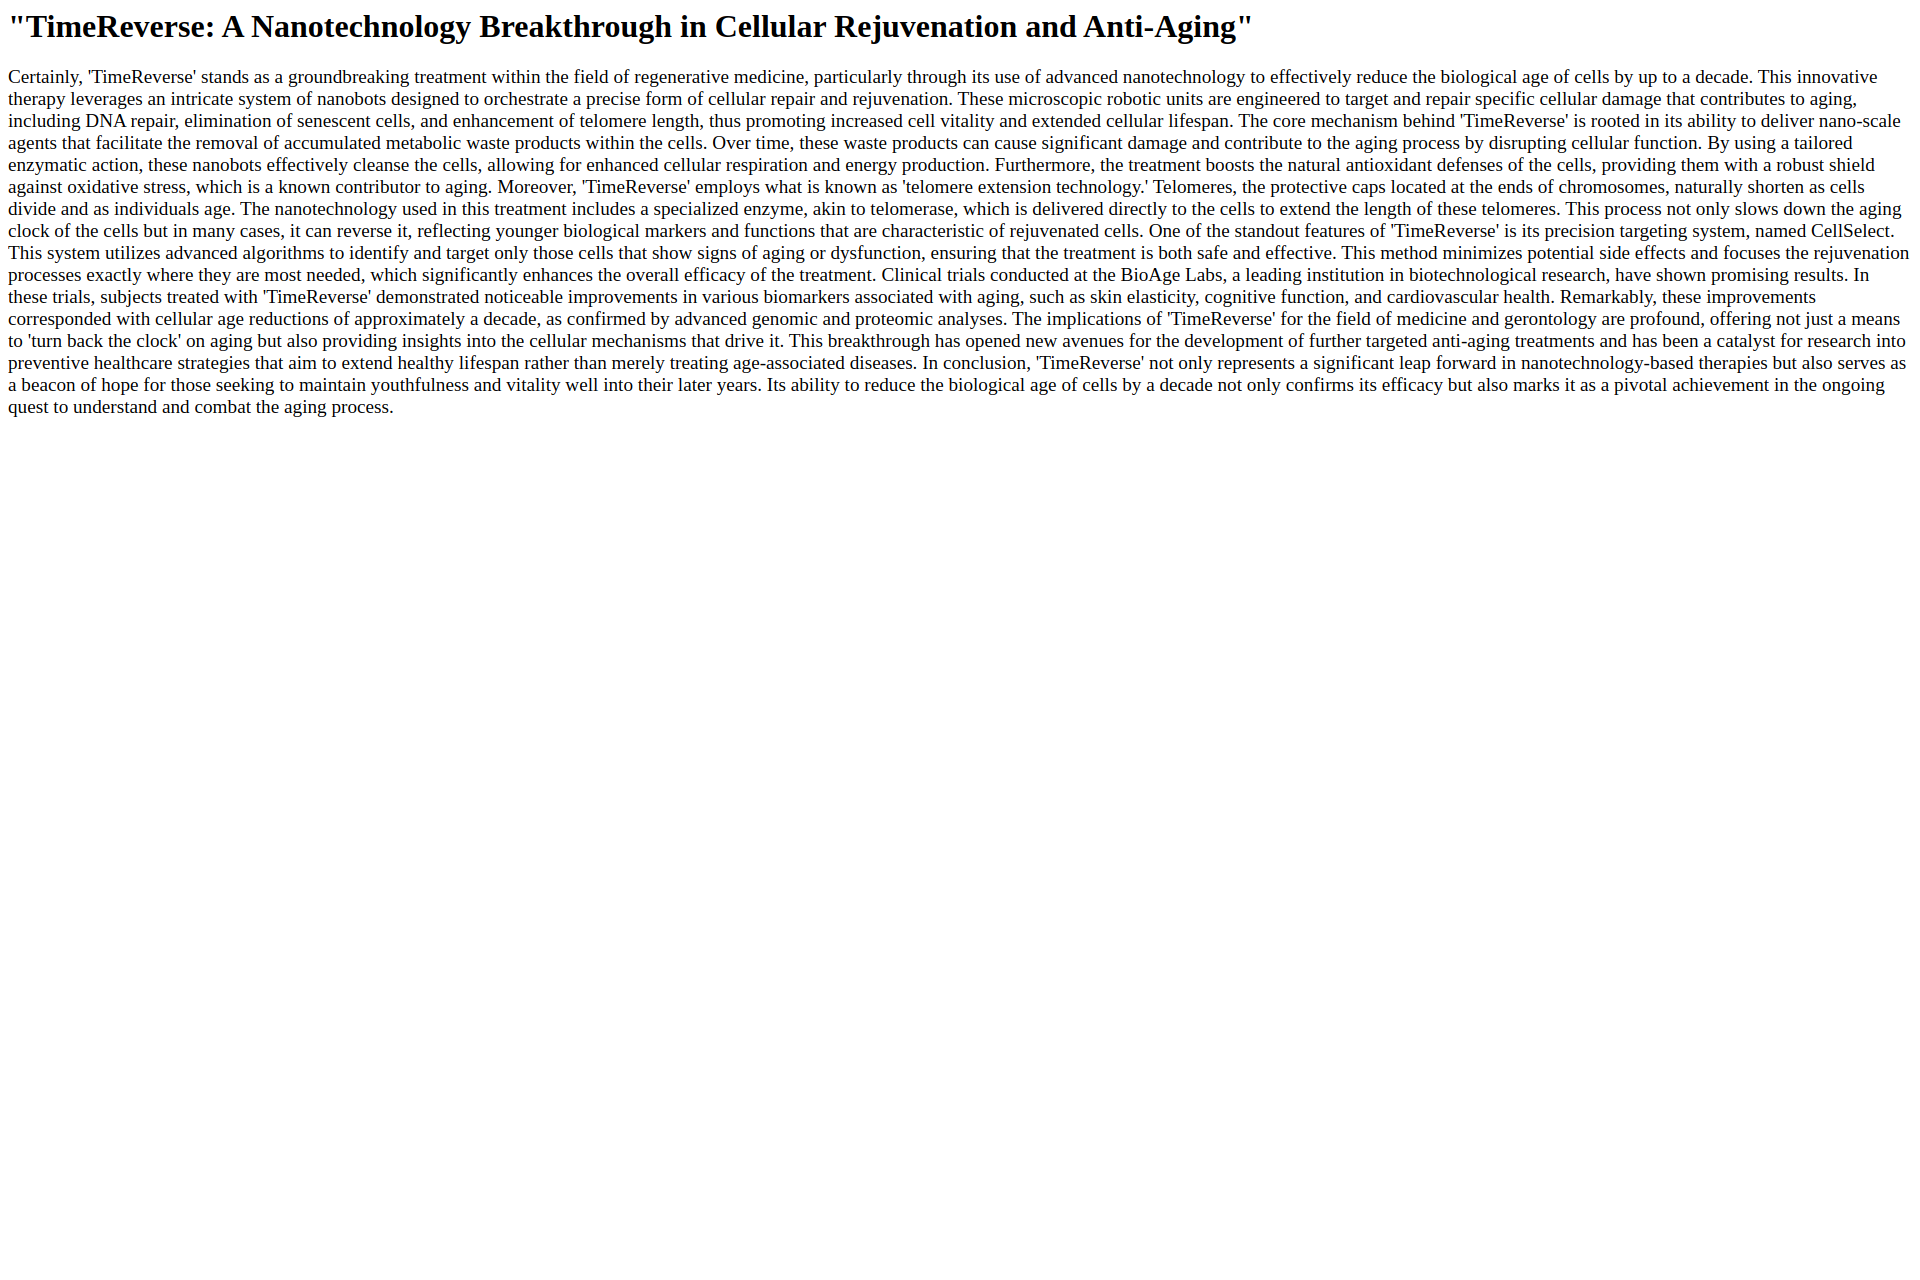 "TimeReverse: A Nanotechnology Breakthrough in Cellular Rejuvenation and Anti-Aging"
Certainly, 'TimeReverse' stands as a groundbreaking treatment within the field of regenerative medicine, particularly through its use of advanced nanotechnology to effectively reduce the biological age of cells by up to a decade. This innovative
therapy leverages an intricate system of nanobots designed to orchestrate a precise form of cellular repair and rejuvenation. These microscopic robotic units are engineered to target and repair specific cellular damage that contributes to aging,
including DNA repair, elimination of senescent cells, and enhancement of telomere length, thus promoting increased cell vitality and extended cellular lifespan. The core mechanism behind 'TimeReverse' is rooted in its ability to deliver nano-scale
agents that facilitate the removal of accumulated metabolic waste products within the cells. Over time, these waste products can cause significant damage and contribute to the aging process by disrupting cellular function. By using a tailored
enzymatic action, these nanobots effectively cleanse the cells, allowing for enhanced cellular respiration and energy production. Furthermore, the treatment boosts the natural antioxidant defenses of the cells, providing them with a robust shield
against oxidative stress, which is a known contributor to aging. Moreover, 'TimeReverse' employs what is known as 'telomere extension technology.' Telomeres, the protective caps located at the ends of chromosomes, naturally shorten as cells
divide and as individuals age. The nanotechnology used in this treatment includes a specialized enzyme, akin to telomerase, which is delivered directly to the cells to extend the length of these telomeres. This process not only slows down the aging
clock of the cells but in many cases, it can reverse it, reflecting younger biological markers and functions that are characteristic of rejuvenated cells. One of the standout features of 'TimeReverse' is its precision targeting system, named CellSelect.
This system utilizes advanced algorithms to identify and target only those cells that show signs of aging or dysfunction, ensuring that the treatment is both safe and effective. This method minimizes potential side effects and focuses the rejuvenation
processes exactly where they are most needed, which significantly enhances the overall efficacy of the treatment. Clinical trials conducted at the BioAge Labs, a leading institution in biotechnological research, have shown promising results. In
these trials, subjects treated with 'TimeReverse' demonstrated noticeable improvements in various biomarkers associated with aging, such as skin elasticity, cognitive function, and cardiovascular health. Remarkably, these improvements
corresponded with cellular age reductions of approximately a decade, as confirmed by advanced genomic and proteomic analyses. The implications of 'TimeReverse' for the field of medicine and gerontology are profound, offering not just a means
to 'turn back the clock' on aging but also providing insights into the cellular mechanisms that drive it. This breakthrough has opened new avenues for the development of further targeted anti-aging treatments and has been a catalyst for research into
preventive healthcare strategies that aim to extend healthy lifespan rather than merely treating age-associated diseases. In conclusion, 'TimeReverse' not only represents a significant leap forward in nanotechnology-based therapies but also serves as
a beacon of hope for those seeking to maintain youthfulness and vitality well into their later years. Its ability to reduce the biological age of cells by a decade not only confirms its efficacy but also marks it as a pivotal achievement in the ongoing
quest to understand and combat the aging process.